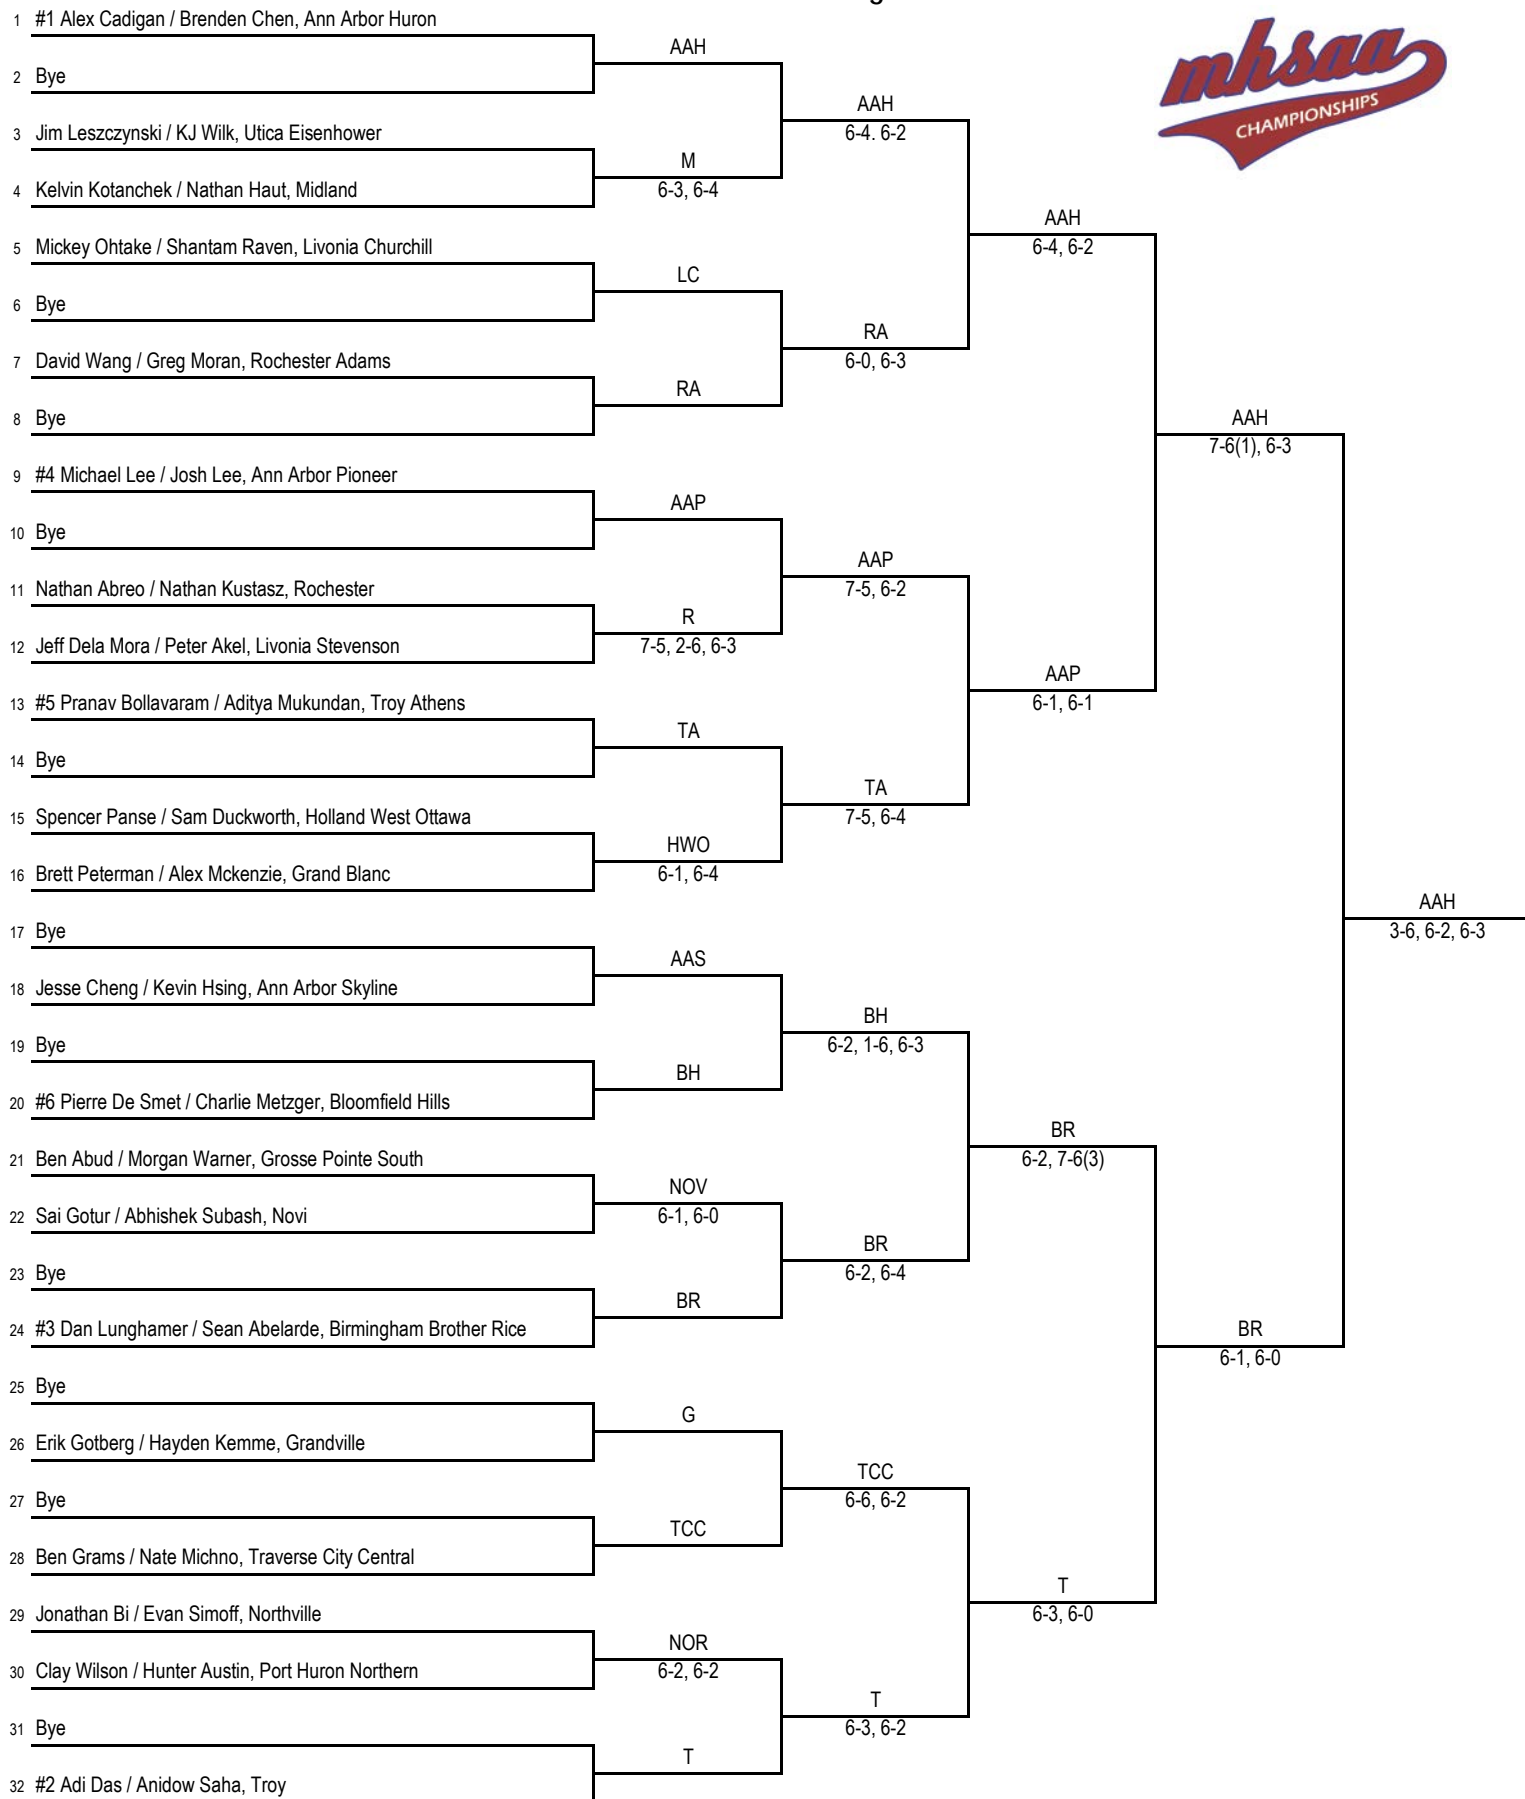 1 #1 Alex Cadigan / Brenden Chen, Ann Arbor Huron
AAH
2 Bye
AAH
6-4. 6-2
3 Jim Leszczynski / KJ Wilk, Utica Eisenhower
M
6-3, 6-4
4 Kelvin Kotanchek / Nathan Haut, Midland
AAH
6-4, 6-2
5 Mickey Ohtake / Shantam Raven, Livonia Churchill
LC
6 Bye
RA
6-0, 6-3
7 David Wang / Greg Moran, Rochester Adams
RA
8 Bye
AAH
7-6(1), 6-3
9 #4 Michael Lee / Josh Lee, Ann Arbor Pioneer
AAP
10 Bye
AAP
7-5, 6-2
11 Nathan Abreo / Nathan Kustasz, Rochester
R
7-5, 2-6, 6-3
12 Jeff Dela Mora / Peter Akel, Livonia Stevenson
AAP
6-1, 6-1
13 #5 Pranav Bollavaram / Aditya Mukundan, Troy Athens
TA
14 Bye
TA
7-5, 6-4
15 Spencer Panse / Sam Duckworth, Holland West Ottawa
HWO
6-1, 6-4
16 Brett Peterman / Alex Mckenzie, Grand Blanc
AAH
3-6, 6-2, 6-3
17 Bye
AAS
18 Jesse Cheng / Kevin Hsing, Ann Arbor Skyline
BH
6-2, 1-6, 6-3
19 Bye
BH
20 #6 Pierre De Smet / Charlie Metzger, Bloomfield Hills
BR
6-2, 7-6(3)
21 Ben Abud / Morgan Warner, Grosse Pointe South
NOV
6-1, 6-0
22 Sai Gotur / Abhishek Subash, Novi
BR
6-2, 6-4
23 Bye
BR
24 #3 Dan Lunghamer / Sean Abelarde, Birmingham Brother Rice
BR
6-1, 6-0
25 Bye
G
26 Erik Gotberg / Hayden Kemme, Grandville
TCC
6-6, 6-2
27 Bye
TCC
28 Ben Grams / Nate Michno, Traverse City Central
T
6-3, 6-0
29 Jonathan Bi / Evan Simoff, Northville
NOR
6-2, 6-2
30 Clay Wilson / Hunter Austin, Port Huron Northern
T
6-3, 6-2
31 Bye
T
32 #2 Adi Das / Anidow Saha, Troy
mhsaa
CHAMPIONSHIPS